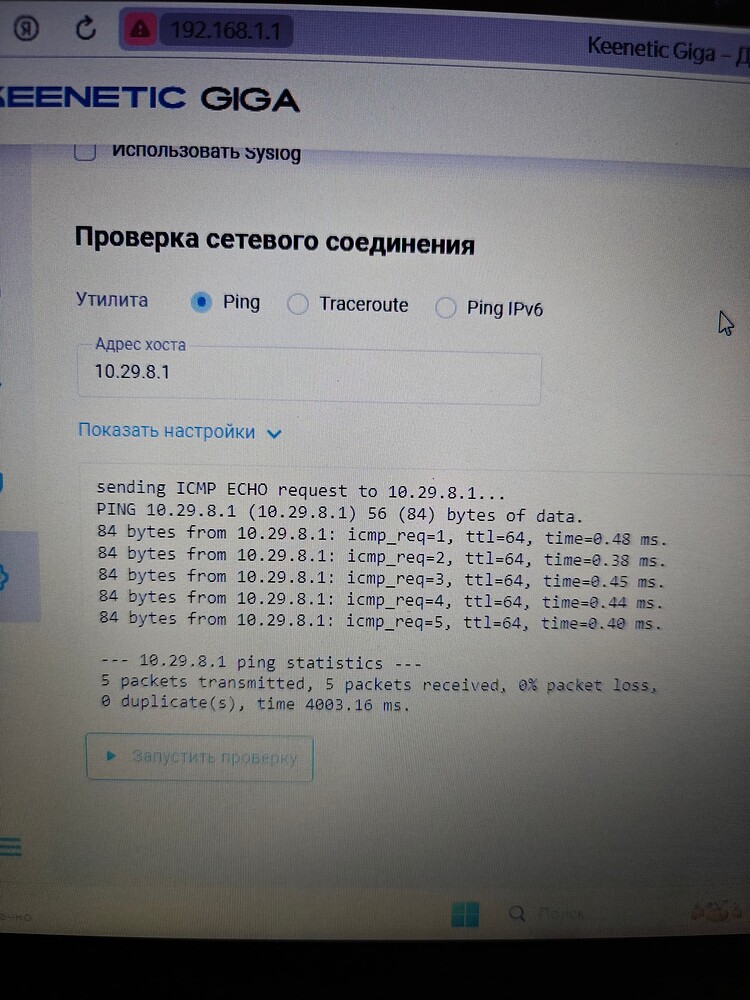 Я 192.168.1.1
Keenetic Giga – Д
KEENETIC GIGA
Использовать Syslog
Проверка сетевого соединения
Утилита Ping Traceroute Ping IPv6
Адрес хоста
10.29.8.1
Показать настройки
sending ICMP ECHO request to 10.29.8.1...
PING 10.29.8.1 (10.29.8.1) 56 (84) bytes of data.
84 bytes from 10.29.8.1: icmp_req=1, ttl=64, time=0.48 ms.
84 bytes from 10.29.8.1: icmp_req=2, ttl=64, time=0.38 ms.
84 bytes from 10.29.8.1: icmp_req=3, ttl=64, time=0.45 ms.
84 bytes from 10.29.8.1: icmp_req=4, ttl=64, time=0.44 ms.
84 bytes from 10.29.8.1: icmp_req=5, ttl=64, time=0.40 ms.
--- 10.29.8.1 ping statistics ---
5 packets transmitted, 5 packets received, 0% packet loss,
0 duplicate(s), time 4003.16 ms.
Запустить проверку
Поиск